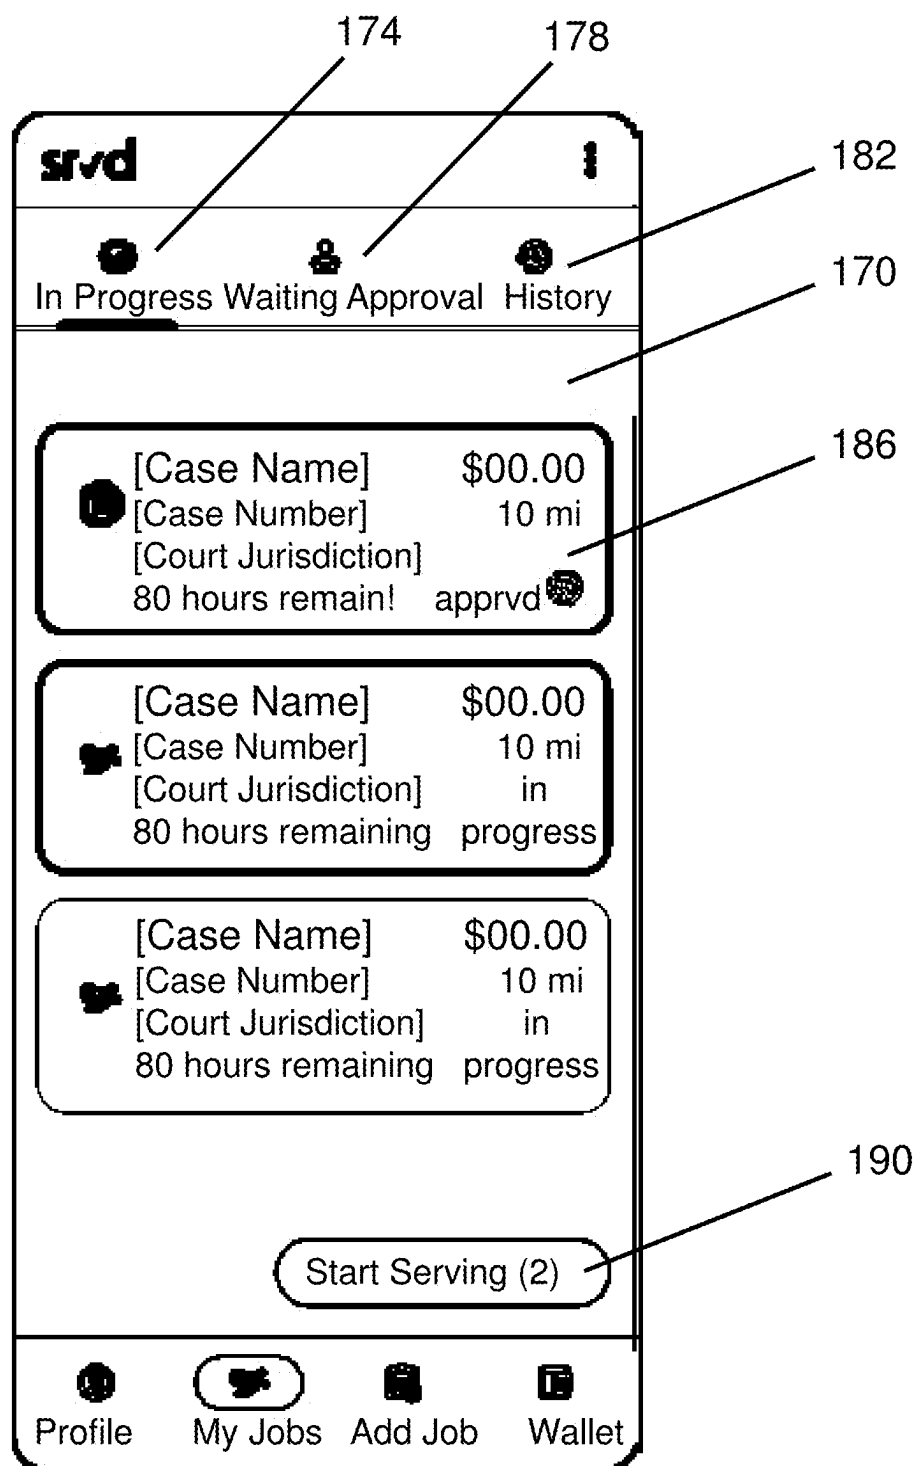 174
178
srvd
182
170
In Progress Waiting Approval History
186
[Case Name] $00.00
[Case Number] 10 mi
[Court Jurisdiction]
80 hours remain! apprvd
[Case Name] $00.00
[Case Number] 10 mi
[Court Jurisdiction] in
80 hours remaining progress
[Case Name] $00.00
[Case Number] 10 mi
[Court Jurisdiction] in
80 hours remaining progress
190
Start Serving (2)
Profile My Jobs Add Job Wallet